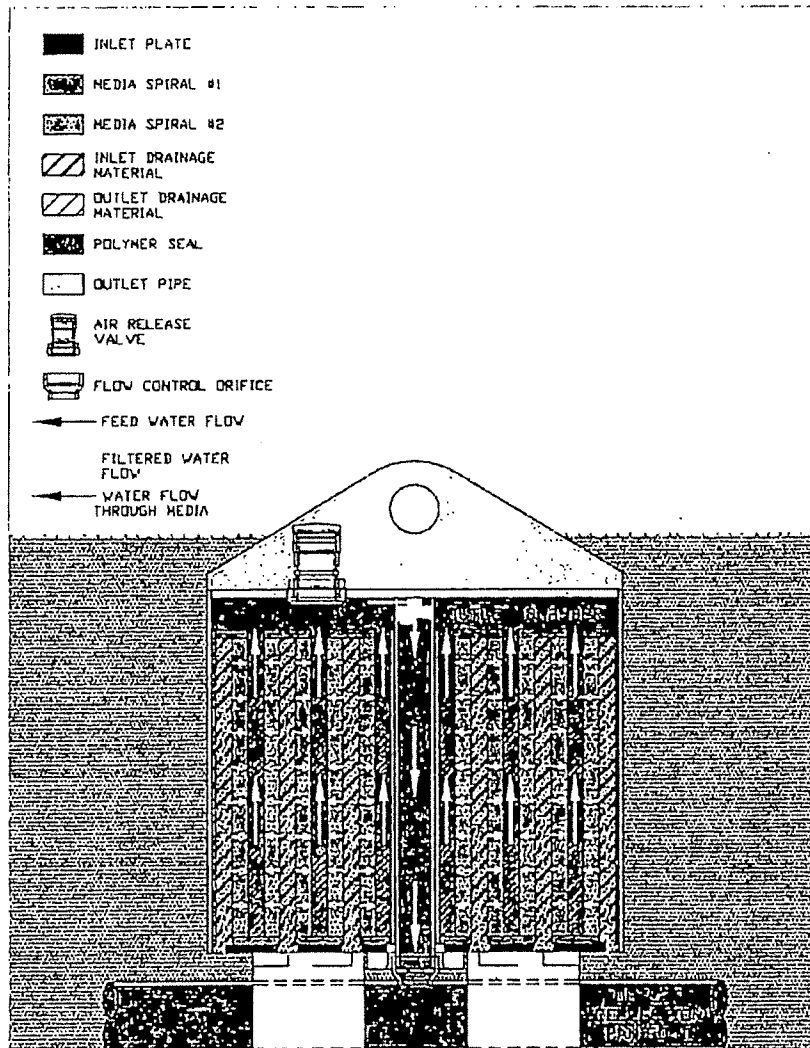 INLET PLATE
MEDIA SPIRAL #1
MEDIA SPIRAL #2
INLET DRAINAGE
MATERIAL
OUTLET DRAINAGE
MATERIAL
POLYMER SEAL
OUTLET PIPE
AIR RELEASE
VALVE
FLOW CONTROL ORIFICE
FEED WATER FLOW
FILTERED WATER
FLOW
WATER FLOW
THROUGH MEDIA